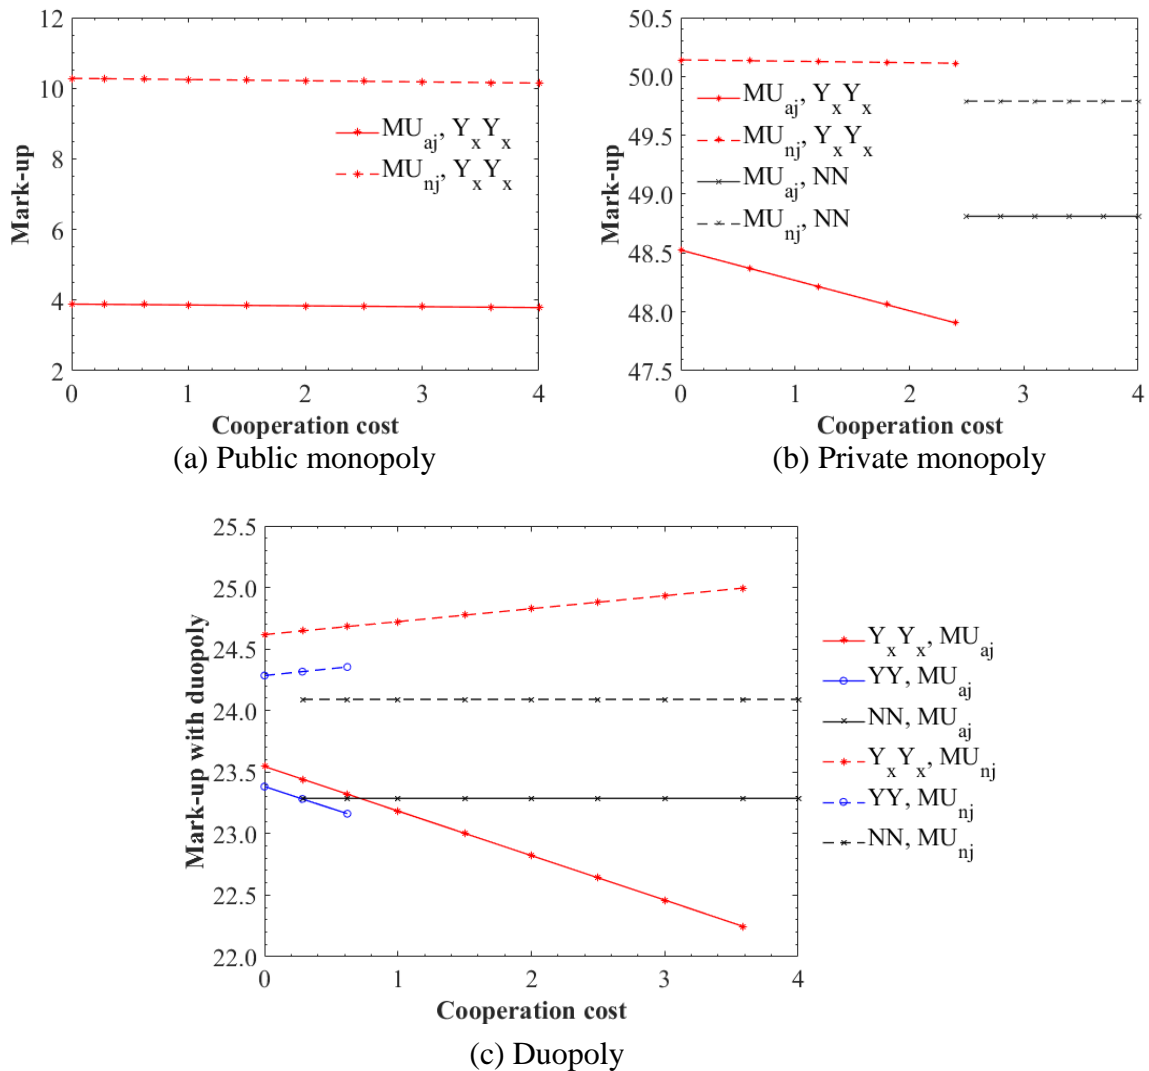 12
10
8
6
4
2
Mark-up
MU_aj, Y_xY_x
MU_nj, Y_xY_x
0 1 2 3 4
Cooperation cost
(a) Public monopoly
50.5
50.0
49.5
49.0
48.5
48.0
47.5
Mark-up
MU_aj, Y_xY_x
MU_nj, Y_xY_x
MU_aj, NN
MU_nj, NN
0 1 2 3 4
Cooperation cost
(b) Private monopoly
25.5
25.0
24.5
24.0
23.5
23.0
22.5
22.0
Mark-up with duopoly
0 1 2 3 4
Cooperation cost
Y_xY_x, MU_aj
YY, MU_aj
NN, MU_aj
Y_xY_x, MU_nj
YY, MU_nj
NN, MU_nj
(c) Duopoly